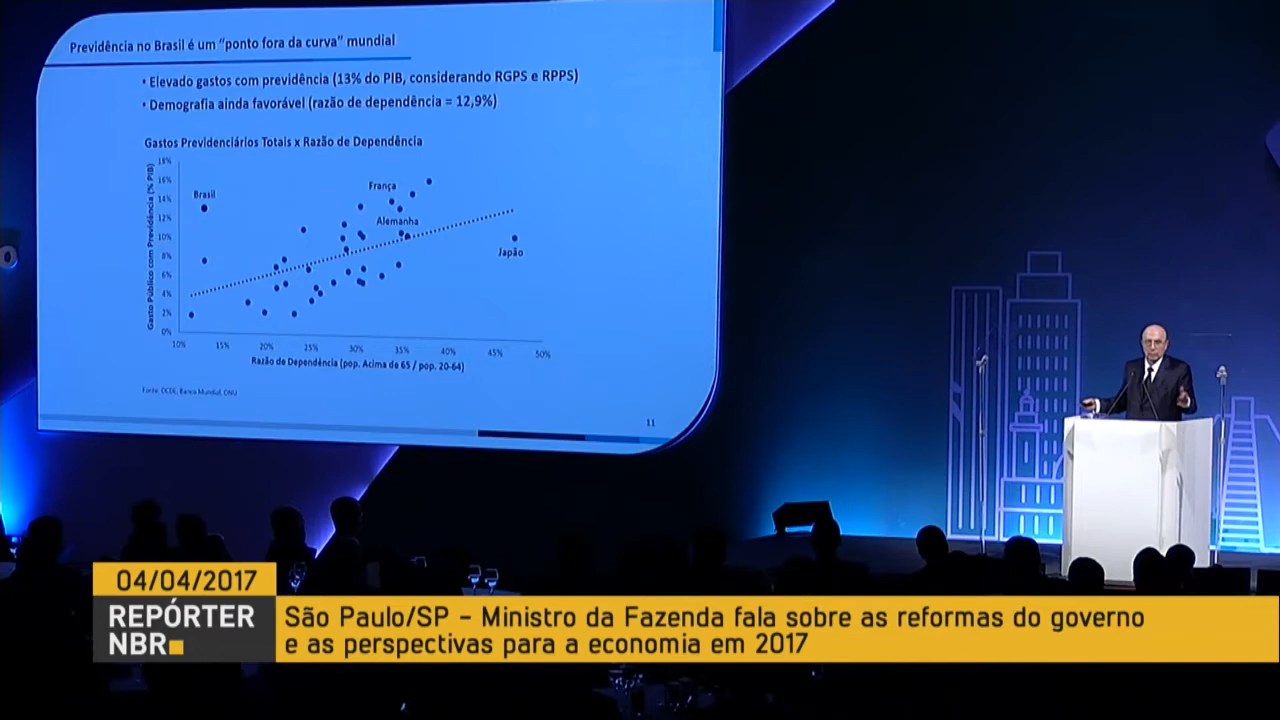 Previdência no Brasil é um “ponto fora da curva” mundial
• Elevado gastos com previdência (13% do PIB, considerando RGPS e RPPS)
• Demografia ainda favorável (razão de dependência = 12,9%)
Gastos Previdenciários Totais x Razão de Dependência
Gasto Público com Previdência (% PIB)
18%
16%
14%
12%
10%
8%
6%
4%
2%
0%
Brasil
França
Alemanha
Japão
10% 15% 20% 25% 30% 35% 40% 45% 50%
Razão de Dependência (pop. Acima de 65 / pop. 20-64)
Fonte: OCDE, Banco Mundial, ONU
11
04/04/2017
REPÓRTER
NBR
São Paulo/SP – Ministro da Fazenda fala sobre as reformas do governo
e as perspectivas para a economia em 2017